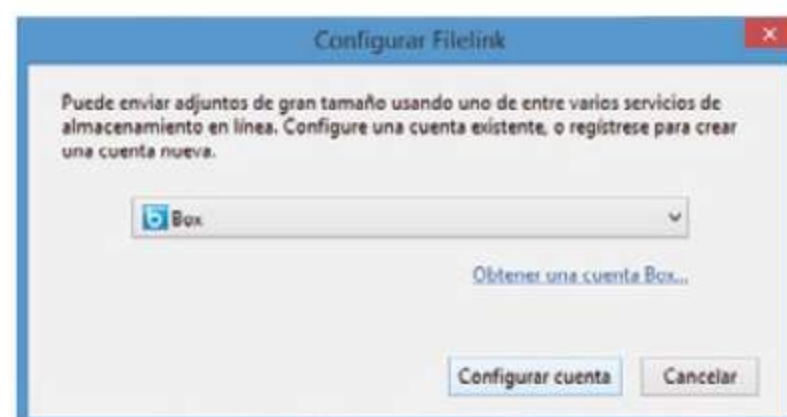 Configurar Filelink
Puede enviar adjuntos de gran tamaño usando uno de entre varios servicios de
almacenamiento en línea. Configure una cuenta existente, o regístrese para crear
una cuenta nueva.
Box
Obtener una cuenta Box...
Configurar cuenta Cancelar